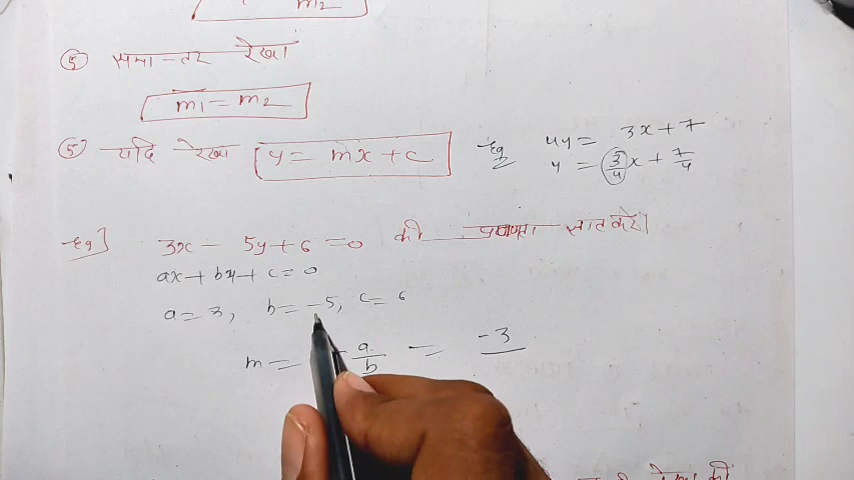 m2
⑤ समान्तर रेखा
m1 = m2
⑤ यदि रेखा y = mx + c Eg 4y = 3x + 7
y = 3/4 x + 7/4
Eg] 3x - 5y + 6 = 0 की प्रवणता ज्ञात करें।
ax + by + c = 0
a = 3, b = -5, c = 6
m = - a/b = -3
रेखा की